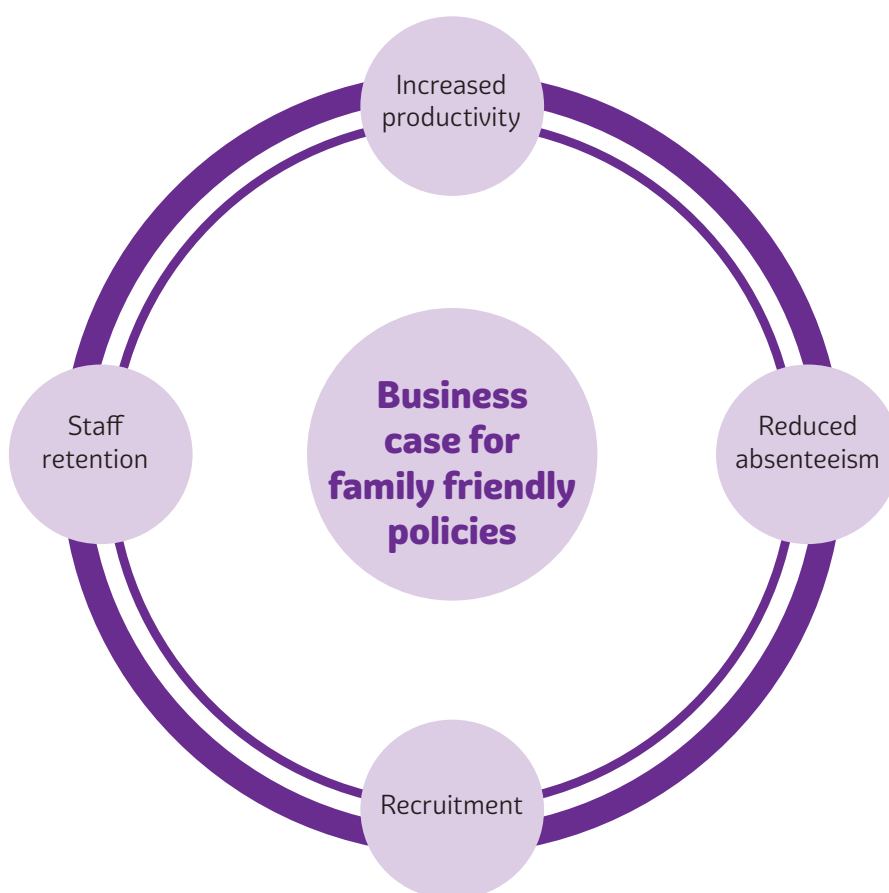 Increased
productivity
Staff
retention
Business
case for
family friendly
policies
Reduced
absenteeism
Recruitment